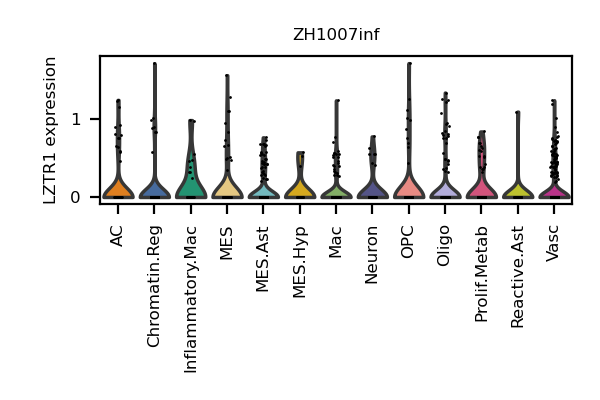 ZH1007inf
LZTR1 expression
1
0
AC
Chromatin.Reg
Inflammatory.Mac
MES
MES.Ast
MES.Hyp
Mac
Neuron
OPC
Oligo
Prolif.Metab
Reactive.Ast
Vasc